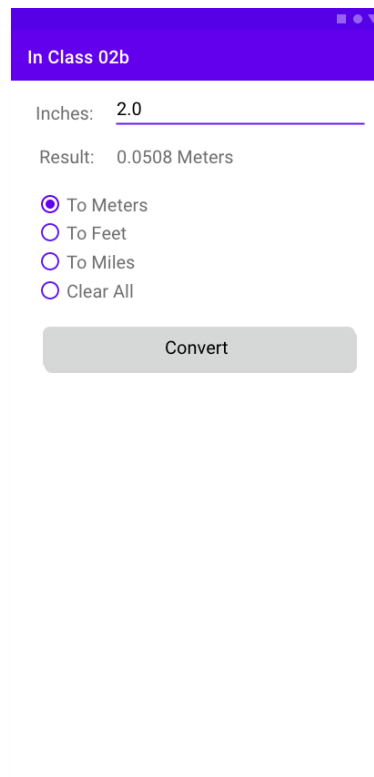 In Class 02b
Inches: 2.0
Result: 0.0508 Meters
To Meters
To Feet
To Miles
Clear All
Convert